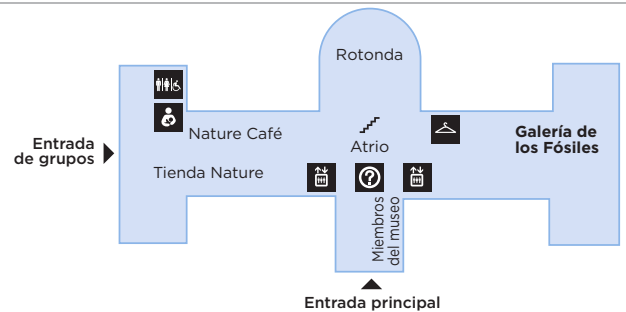 Rotonda
Nature Café
Atrio
Galería de
los Fósiles
Entrada
de grupos
Tienda Nature
?
Miembros
del museo
Entrada principal